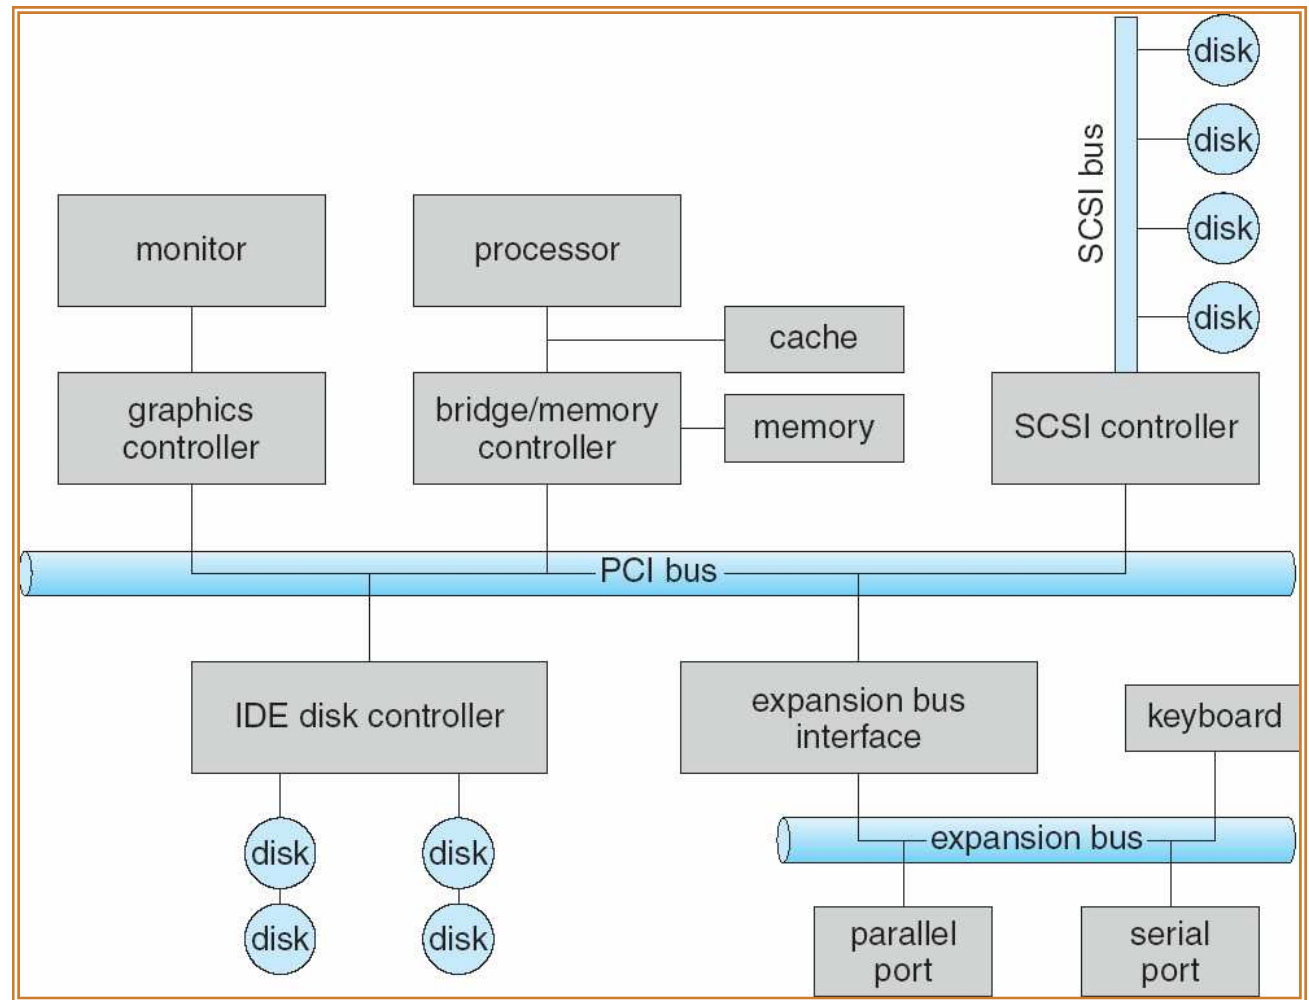 disk
disk
disk
disk
SCSI bus
monitor
processor
cache
graphics
controller
bridge/memory
controller
memory
SCSI controller
PCI bus
IDE disk controller
expansion bus
interface
keyboard
disk
disk
disk
disk
expansion bus
parallel
port
serial
port